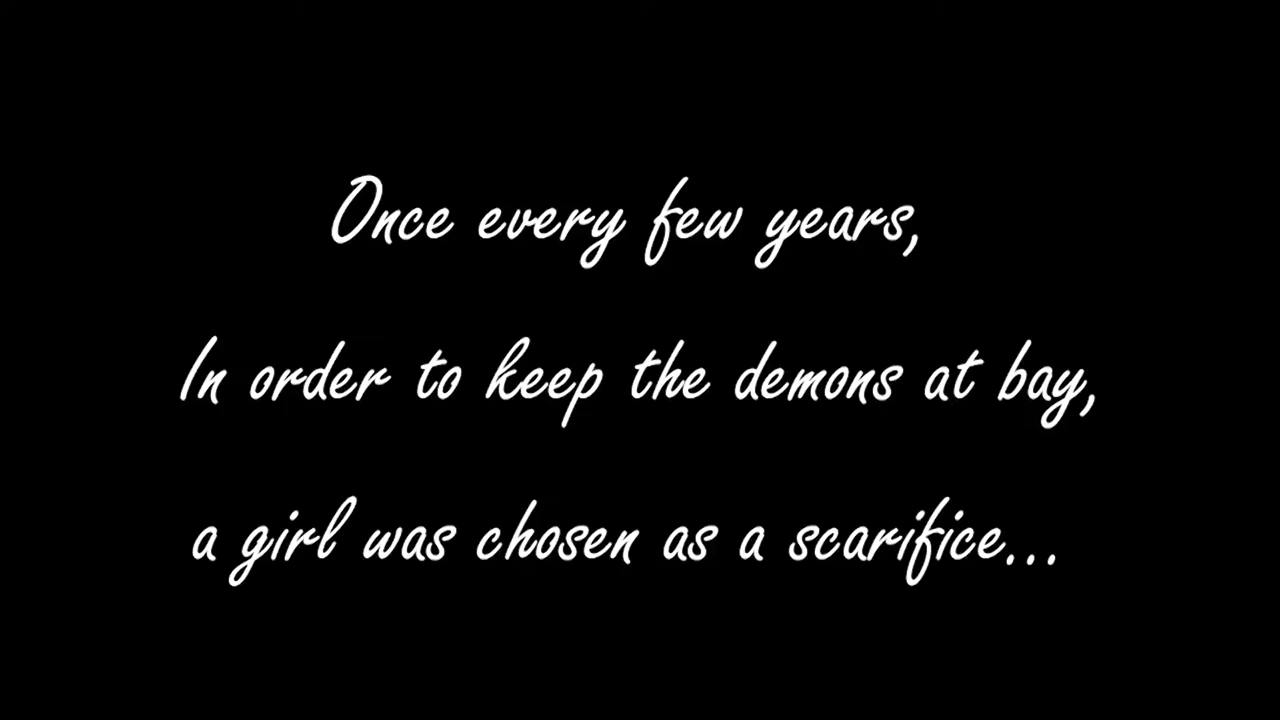 Once every few years,
In order to keep the demons at bay,
a girl was chosen as a scarifice...